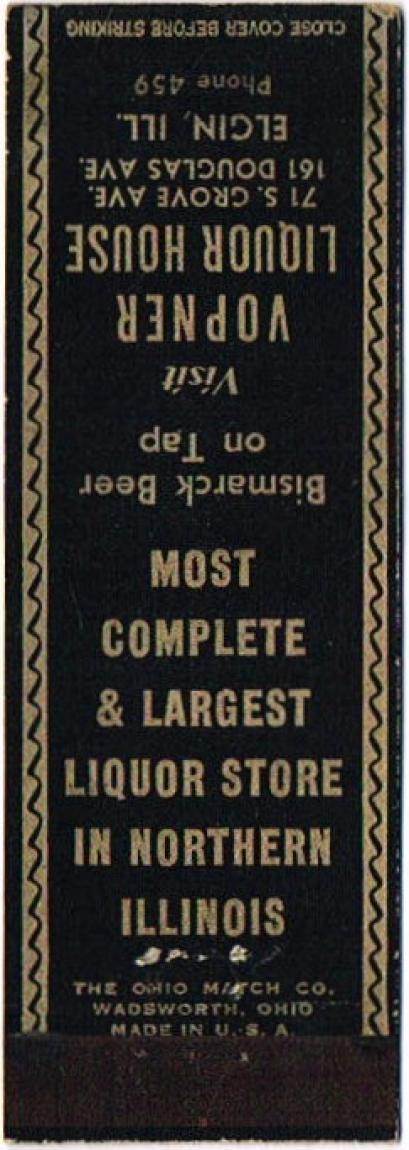 CLOSE COVER BEFORE STRIKING
Phone 459
ELGIN, ILL.
161 DOUGLAS AVE.
71 S. GROVE AVE.
LIQUOR HOUSE
VOPNER
Visit
on Tap
Bismarck Beer
MOST
COMPLETE
& LARGEST
LIQUOR STORE
IN NORTHERN
ILLINOIS
THE OHIO MATCH CO.
WADSWORTH, OHIO
MADE IN U. S. A.